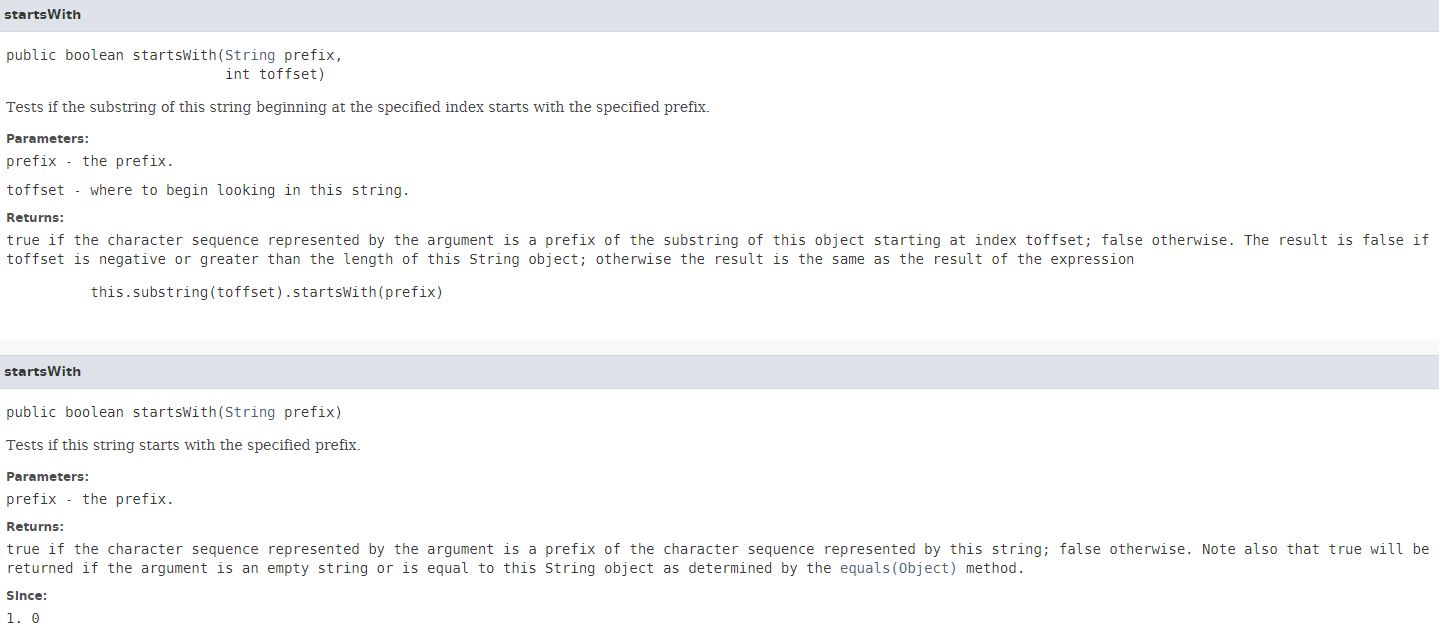 startsWith
public boolean startsWith(String prefix,
int toffset)
Tests if the substring of this string beginning at the specified index starts with the specified prefix.
Parameters:
prefix - the prefix.
toffset - where to begin looking in this string.
Returns:
true if the character sequence represented by the argument is a prefix of the substring of this object starting at index toffset; false otherwise. The result is false if
toffset is negative or greater than the length of this String object; otherwise the result is the same as the result of the expression
this.substring(toffset).startsWith(prefix)
startsWith
public boolean startsWith(String prefix)
Tests if this string starts with the specified prefix.
Parameters:
prefix - the prefix.
Returns:
true if the character sequence represented by the argument is a prefix of the character sequence represented by this string; false otherwise. Note also that true will be
returned if the argument is an empty string or is equal to this String object as determined by the equals(Object) method.
Since:
1. 0